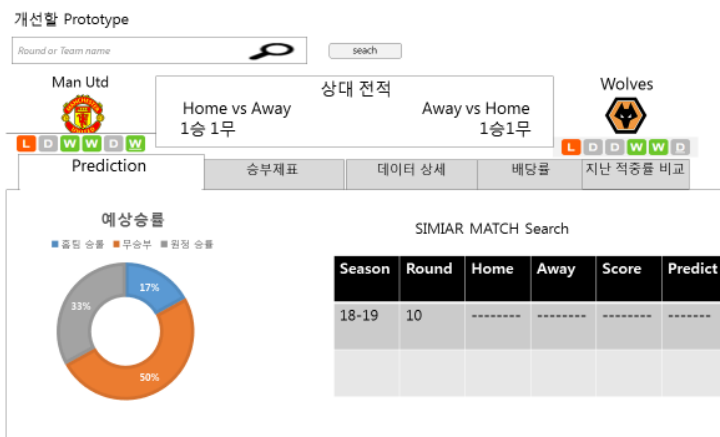 개선할 Prototype
Round or Team name
seach
Man Utd
상대 전적
Wolves
Home vs Away
Away vs Home
1승 1무
1승1무
L D W W D W
L D D W W D
Prediction
승부제표
데이터 상세
배당률
지난 적중률 비교
예상승률
홈팀 승률 무승부 원정 승률
SIMIAR MATCH Search
Season Round Home Away Score Predict
18-19 10 -------- -------- -------- -------
17%
33%
50%